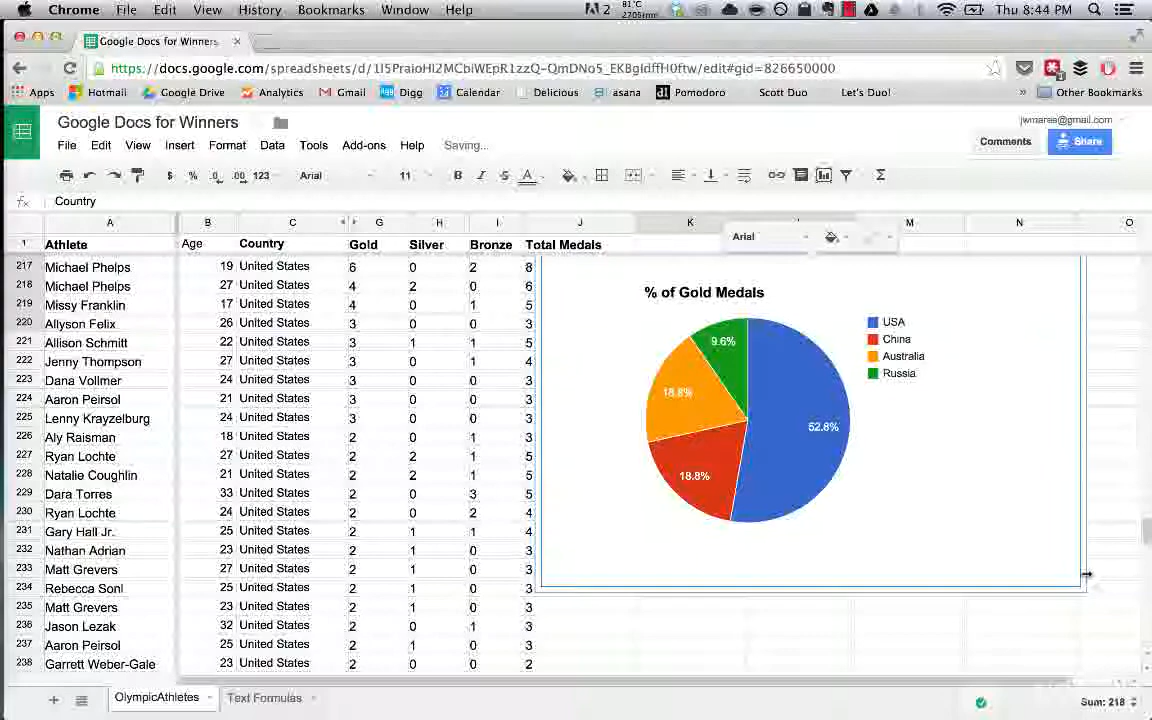 Chrome File Edit View History Bookmarks Window Help 2 81°C 2705rpm Thu 8:44 PM
Google Docs for Winners
docs.google.com/spreadsheets/d/
Apps Hotmail Google Drive Analytics Gmail Digg Calendar Delicious asana Pomodoro Scott Duo Let's Duo! » Other Bookmarks
Google Docs for Winners
jwmares@gmail.com
File Edit View Insert Format Data Tools Add-ons Help Saving...
Comments Share
$ % .0 .00 123 Arial 11 B I S A Σ
fx Country
A B C G H I J K L M N O
Arial
1 Athlete Age Country Gold Silver Bronze Total Medals
217 Michael Phelps 19 United States 6 0 2 8
218 Michael Phelps 27 United States 4 2 0 6
219 Missy Franklin 17 United States 4 0 1 5
220 Allyson Felix 26 United States 3 0 0 3
221 Allison Schmitt 22 United States 3 1 1 5
222 Jenny Thompson 27 United States 3 0 1 4
223 Dana Vollmer 24 United States 3 0 0 3
224 Aaron Peirsol 21 United States 3 0 0 3
225 Lenny Krayzelburg 24 United States 3 0 0 3
226 Aly Raisman 18 United States 2 0 1 3
227 Ryan Lochte 27 United States 2 2 1 5
228 Natalie Coughlin 21 United States 2 2 1 5
229 Dara Torres 33 United States 2 0 3 5
230 Ryan Lochte 24 United States 2 0 2 4
231 Gary Hall Jr. 25 United States 2 1 1 4
232 Nathan Adrian 23 United States 2 1 0 3
233 Matt Grevers 27 United States 2 1 0 3
234 Rebecca Soni 25 United States 2 1 0 3
235 Matt Grevers 23 United States 2 1 0 3
236 Jason Lezak 32 United States 2 0 1 3
237 Aaron Peirsol 25 United States 2 1 0 3
238 Garrett Weber-Gale 23 United States 2 0 0 2
% of Gold Medals
USA
China
Australia
Russia
9.6%
18.8%
52.8%
18.8%
OlympicAthletes Text Formulas Sum: 218